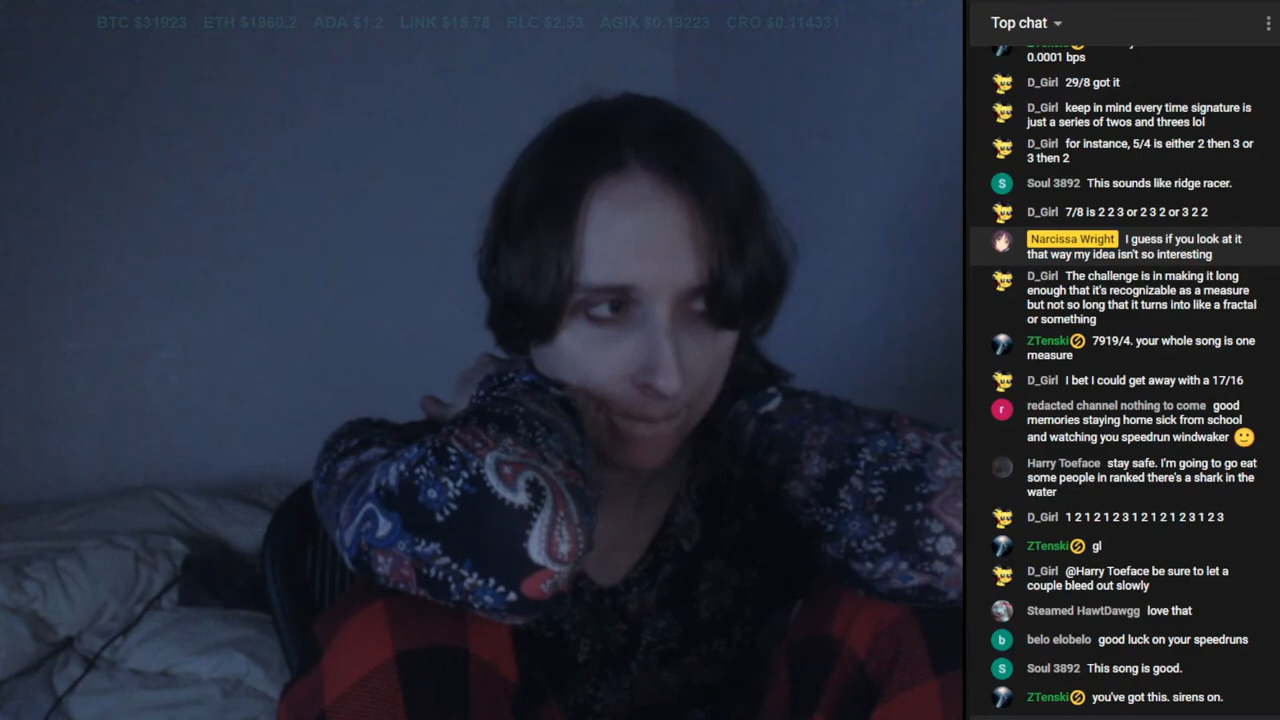 BTC $31923 ETH $1960.2 ADA $1.2 LINK $15.78 RLC $2.53 AGIX $0.19223 CRO $0.114331
Top chat
ZTenski
0.0001 bps
D_Girl 29/8 got it
D_Girl keep in mind every time signature is
just a series of twos and threes lol
D_Girl for instance, 5/4 is either 2 then 3 or
3 then 2
S Soul 3892 This sounds like ridge racer.
D_Girl 7/8 is 2 2 3 or 2 3 2 or 3 2 2
Narcissa Wright I guess if you look at it
that way my idea isn't so interesting
D_Girl The challenge is in making it long
enough that it's recognizable as a measure
but not so long that it turns into like a fractal
or something
ZTenski 7919/4. your whole song is one
measure
D_Girl I bet I could get away with a 17/16
r redacted channel nothing to come good
memories staying home sick from school
and watching you speedrun windwaker
Harry Toeface stay safe. I'm going to go eat
some people in ranked there's a shark in the
water
D_Girl 1 2 1 2 1 2 3 1 2 1 2 1 2 3 1 2 3
ZTenski gl
D_Girl @Harry Toeface be sure to let a
couple bleed out slowly
Steamed HawtDawgg love that
b belo elobelo good luck on your speedruns
S Soul 3892 This song is good.
ZTenski you've got this. sirens on.